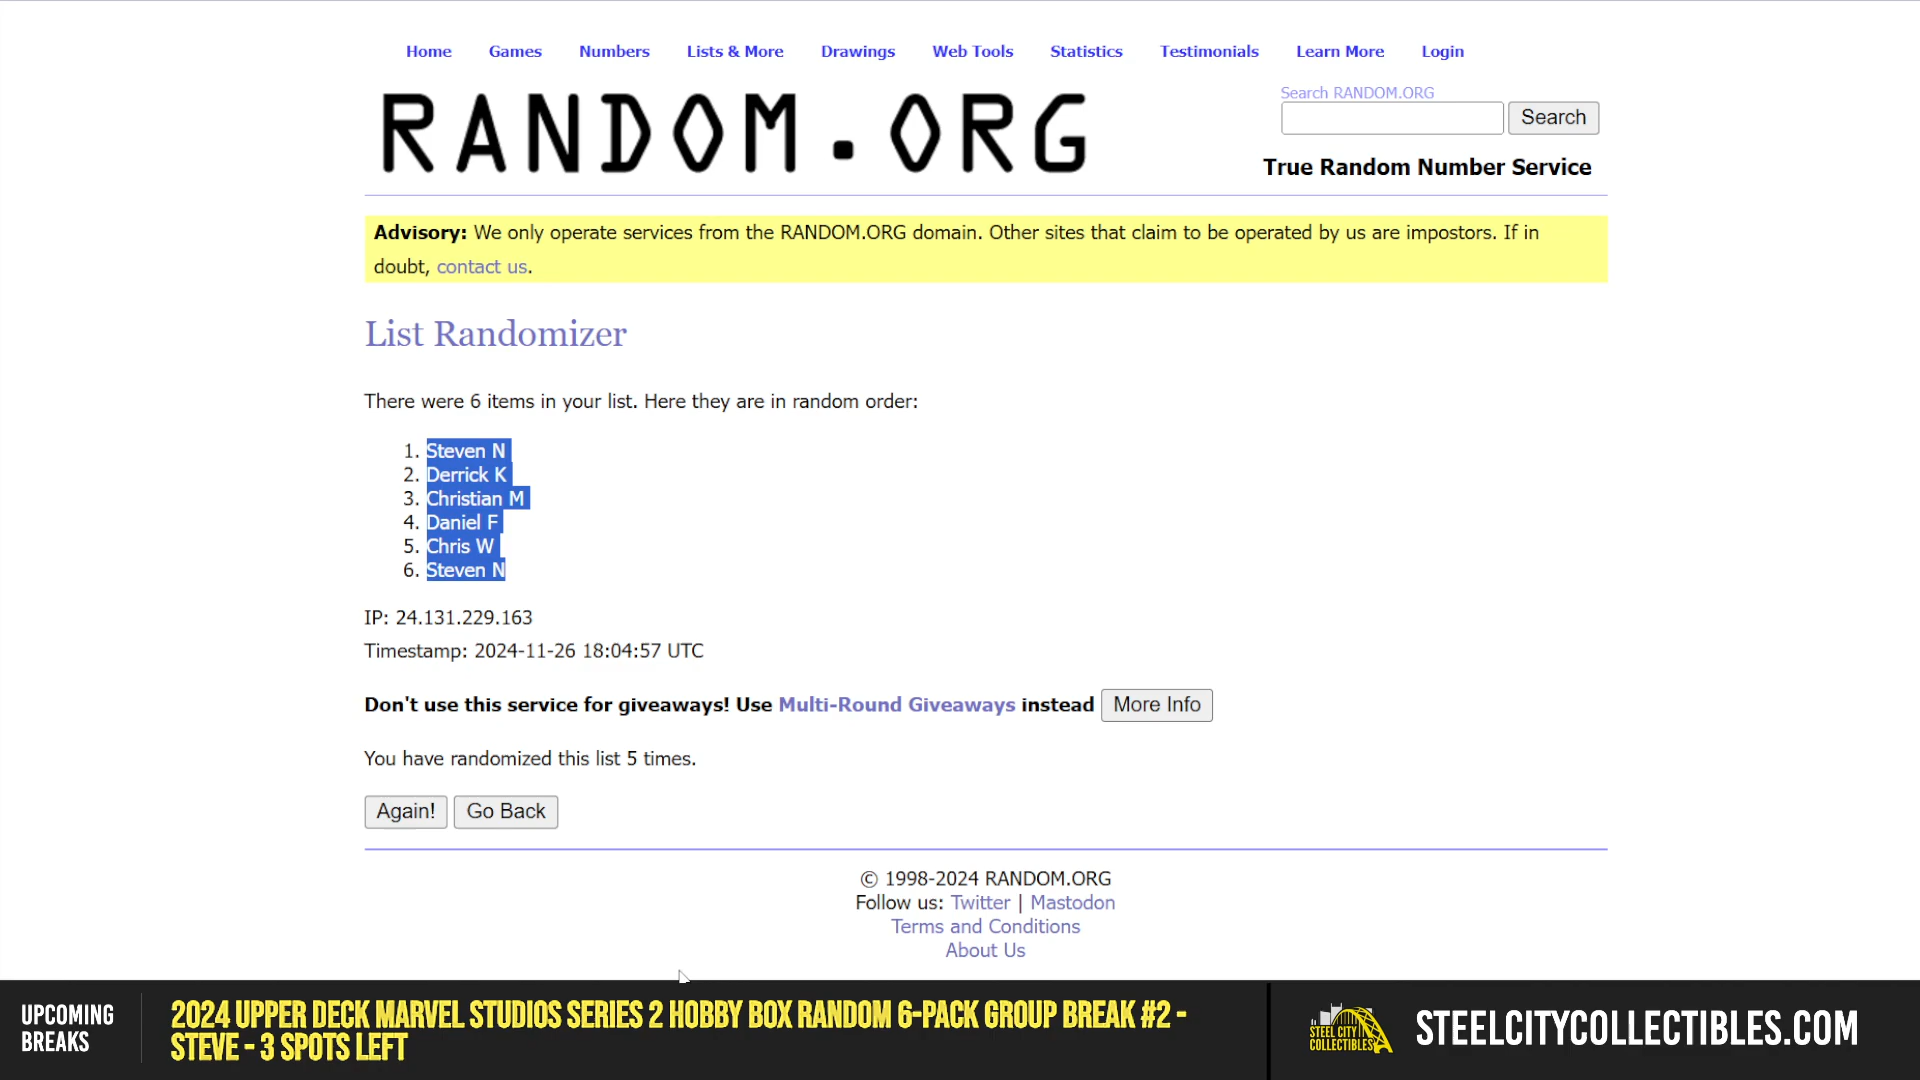 Home Games Numbers Lists & More Drawings Web Tools Statistics Testimonials Learn More Login
RANDOM.ORG
Search RANDOM.ORG
Search
True Random Number Service
Advisory: We only operate services from the RANDOM.ORG domain. Other sites that claim to be operated by us are impostors. If in
doubt, contact us.
List Randomizer
There were 6 items in your list. Here they are in random order:
1. Steven N
2. Derrick K
3. Christian M
4. Daniel F
5. Chris W
6. Steven N
IP: 24.131.229.163
Timestamp: 2024-11-26 18:04:57 UTC
Don't use this service for giveaways! Use Multi-Round Giveaways instead More Info
You have randomized this list 5 times.
Again! Go Back
© 1998-2024 RANDOM.ORG
Follow us: Twitter | Mastodon
Terms and Conditions
About Us
UPCOMING
BREAKS
2024 UPPER DECK MARVEL STUDIOS SERIES 2 HOBBY BOX RANDOM 6-PACK GROUP BREAK #2 -
STEVE - 3 SPOTS LEFT
STEEL CITY
COLLECTIBLES
STEELCITYCOLLECTIBLES.COM